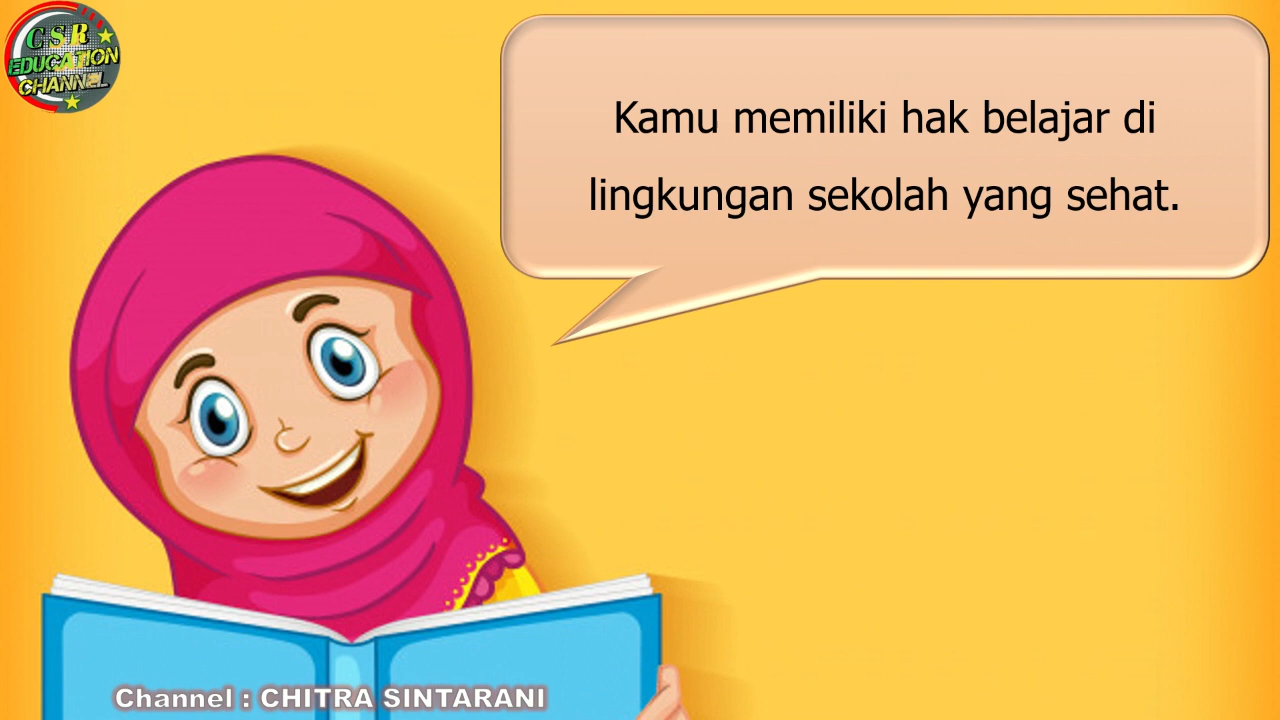 CSR
EDUCATION
CHANNEL
Kamu memiliki hak belajar di
lingkungan sekolah yang sehat.
Channel : CHITRA SINTARANI